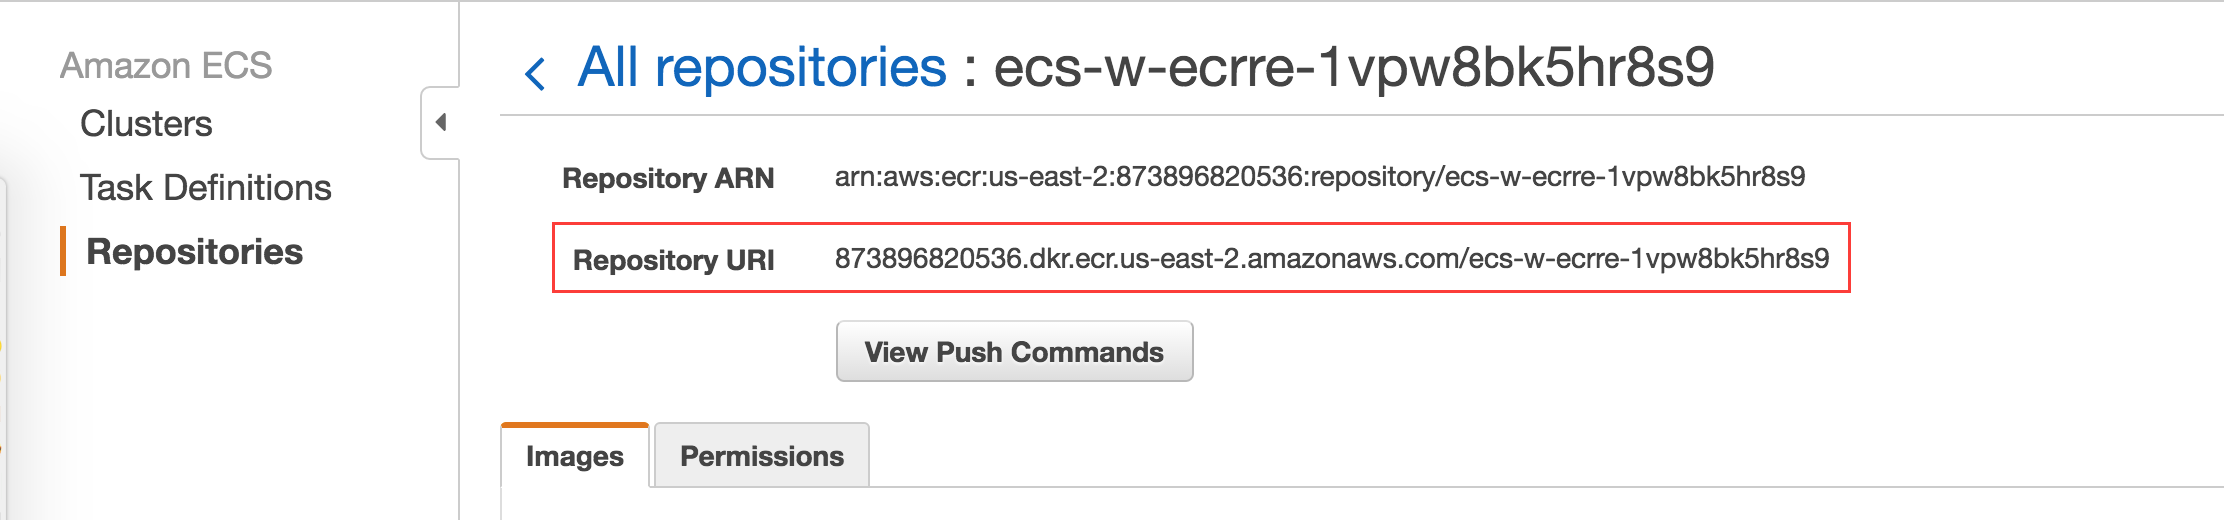 Amazon ECS
Clusters
Task Definitions
Repositories
All repositories : ecs-w-ecrre-1vpw8bk5hr8s9
Repository ARN arn:aws:ecr:us-east-2:873896820536:repository/ecs-w-ecrre-1vpw8bk5hr8s9
Repository URI 873896820536.dkr.ecr.us-east-2.amazonaws.com/ecs-w-ecrre-1vpw8bk5hr8s9
View Push Commands
Images Permissions